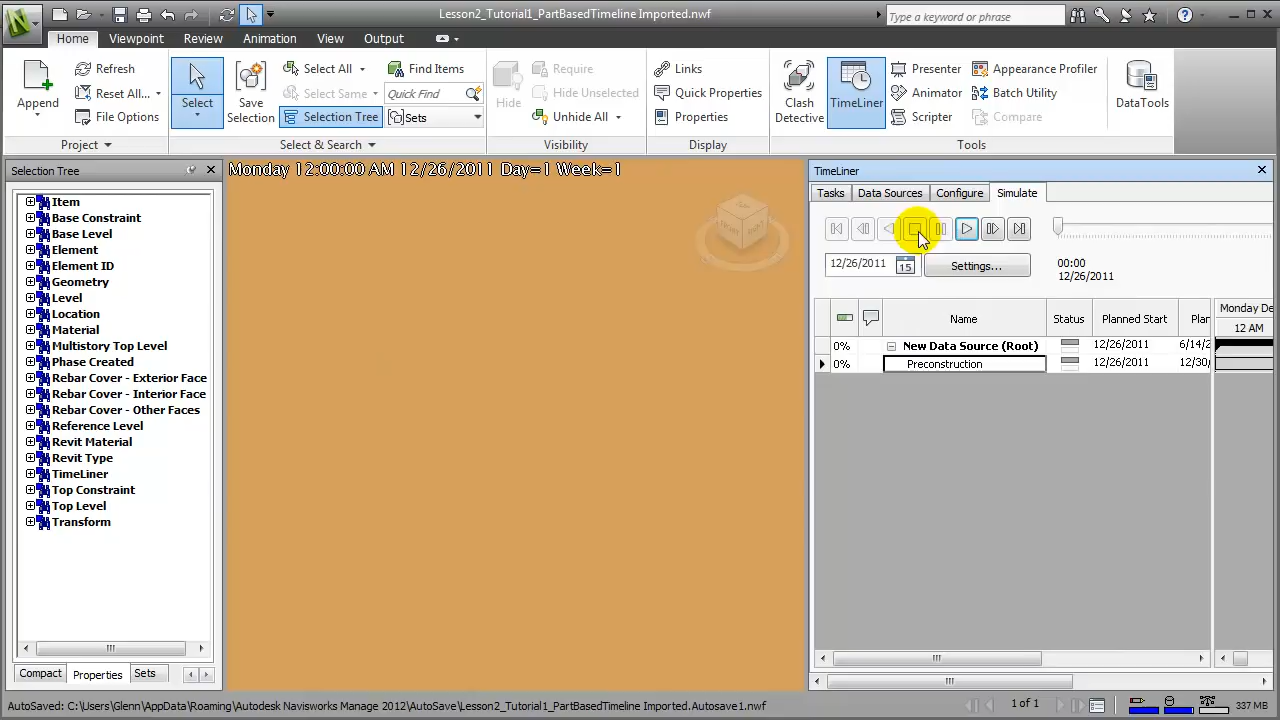 Lesson2_Tutorial1_PartBasedTimeline Imported.nwf
Type a keyword or phrase
Home Viewpoint Review Animation View Output
Append
Refresh
Reset All...
File Options
Project
Select
Save Selection
Select All
Select Same
Selection Tree
Find Items
Quick Find
Sets
Select & Search
Hide
Require
Hide Unselected
Unhide All
Visibility
Links
Quick Properties
Properties
Display
Clash Detective
TimeLiner
Presenter
Animator
Scripter
Appearance Profiler
Batch Utility
Compare
Tools
DataTools
Selection Tree
Item
Base Constraint
Base Level
Element
Element ID
Geometry
Level
Location
Material
Multistory Top Level
Phase Created
Rebar Cover - Exterior Face
Rebar Cover - Interior Face
Rebar Cover - Other Faces
Reference Level
Revit Material
Revit Type
TimeLiner
Top Constraint
Top Level
Transform
Compact Properties Sets
Monday 12:00:00 AM 12/26/2011 Day=1 Week=1
TimeLiner
Tasks Data Sources Configure Simulate
12/26/2011 15 Settings...
00:00
12/26/2011
Name Status Planned Start Plar
Monday De
12 AM
0% New Data Source (Root) 12/26/2011 6/14/2
0% Preconstruction 12/26/2011 12/30/
AutoSaved: C:\Users\Glenn\AppData\Roaming\Autodesk Navisworks Manage 2012\AutoSave\Lesson2_Tutorial1_PartBasedTimeline Imported.Autosave1.nwf
1 of 1
337 MB